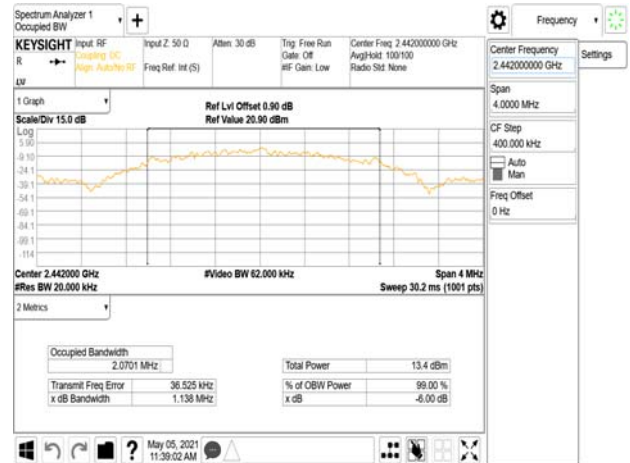 Spectrum Analyzer 1
Occupied BW
Frequency
KEYSIGHT
R
LV
Input: RF
Coupling: DC
Align: Auto/No RF
Input Z: 50 Ω
Freq Ref: Int (S)
Atten: 30 dB
Trig: Free Run
Gate: Off
#IF Gain: Low
Center Freq: 2.442000000 GHz
Avg|Hold: 100/100
Radio Std: None
Center Frequency
2.442000000 GHz
Settings
Span
4.0000 MHz
CF Step
400.000 kHz
Auto
Man
Freq Offset
0 Hz
1 Graph
Scale/Div 15.0 dB
Ref Lvl Offset 0.90 dB
Ref Value 20.90 dBm
Log
5.90
-9.10
-24.1
-39.1
-54.1
-69.1
-84.1
-99.1
-114
Center 2.442000 GHz
#Res BW 20.000 kHz
#Video BW 62.000 kHz
Span 4 MHz
Sweep 30.2 ms (1001 pts)
2 Metrics
Occupied Bandwidth
2.0701 MHz
Total Power 13.4 dBm
Transmit Freq Error 36.525 kHz
% of OBW Power 99.00 %
x dB Bandwidth 1.138 MHz
x dB -6.00 dB
?
May 05, 2021
11:39:02 AM